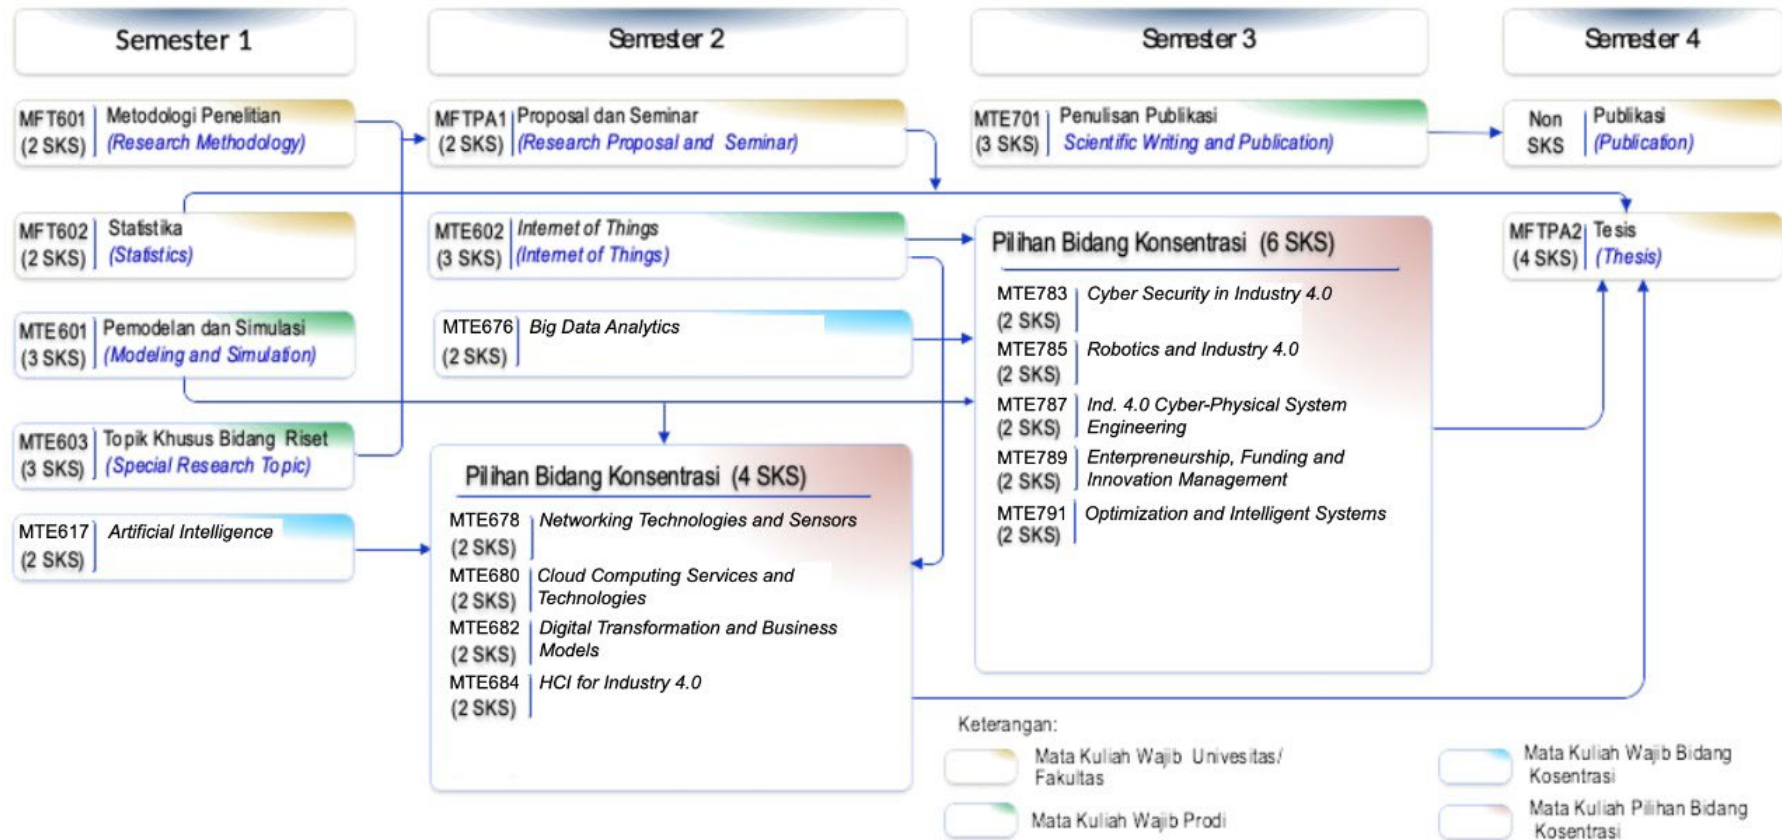 Semester 1
Semester 2
Semester 3
Semester 4
MFT601
(2 SKS)
Metodologi Penelitian
(Research Methodology)
MFTPA1
(2 SKS)
Proposal dan Seminar
(Research Proposal and Seminar)
MTE701
(3 SKS)
Penulisan Publikasi
Scientific Writing and Publication)
Non
SKS
Publikasi
(Publication)
MFT602
(2 SKS)
Statistika
(Statistics)
MTE602
(3 SKS)
Internet of Things
(Internet of Things)
MFTPA2
(4 SKS)
Tesis
(Thesis)
MTE601
(3 SKS)
Pemodelan dan Simulasi
(Modeling and Simulation)
MTE676
(2 SKS)
Big Data Analytics
MTE603
(3 SKS)
Topik Khusus Bidang Riset
(Special Research Topic)
MTE617
(2 SKS)
Artificial Intelligence
Pilihan Bidang Konsentrasi (4 SKS)
MTE678
(2 SKS)
Networking Technologies and Sensors
MTE680
(2 SKS)
Cloud Computing Services and
Technologies
MTE682
(2 SKS)
Digital Transformation and Business
Models
MTE684
(2 SKS)
HCI for Industry 4.0
Pilihan Bidang Konsentrasi (6 SKS)
MTE783
(2 SKS)
Cyber Security in Industry 4.0
MTE785
(2 SKS)
Robotics and Industry 4.0
MTE787
(2 SKS)
Ind. 4.0 Cyber-Physical System
Engineering
MTE789
(2 SKS)
Enterpreneurship, Funding and
Innovation Management
MTE791
(2 SKS)
Optimization and Intelligent Systems
Keterangan:
Mata Kuliah Wajib Univesitas/
Fakultas
Mata Kuliah Wajib Prodi
Mata Kuliah Wajib Bidang
Kosentrasi
Mata Kuliah Pilihan Bidang
Kosentrasi